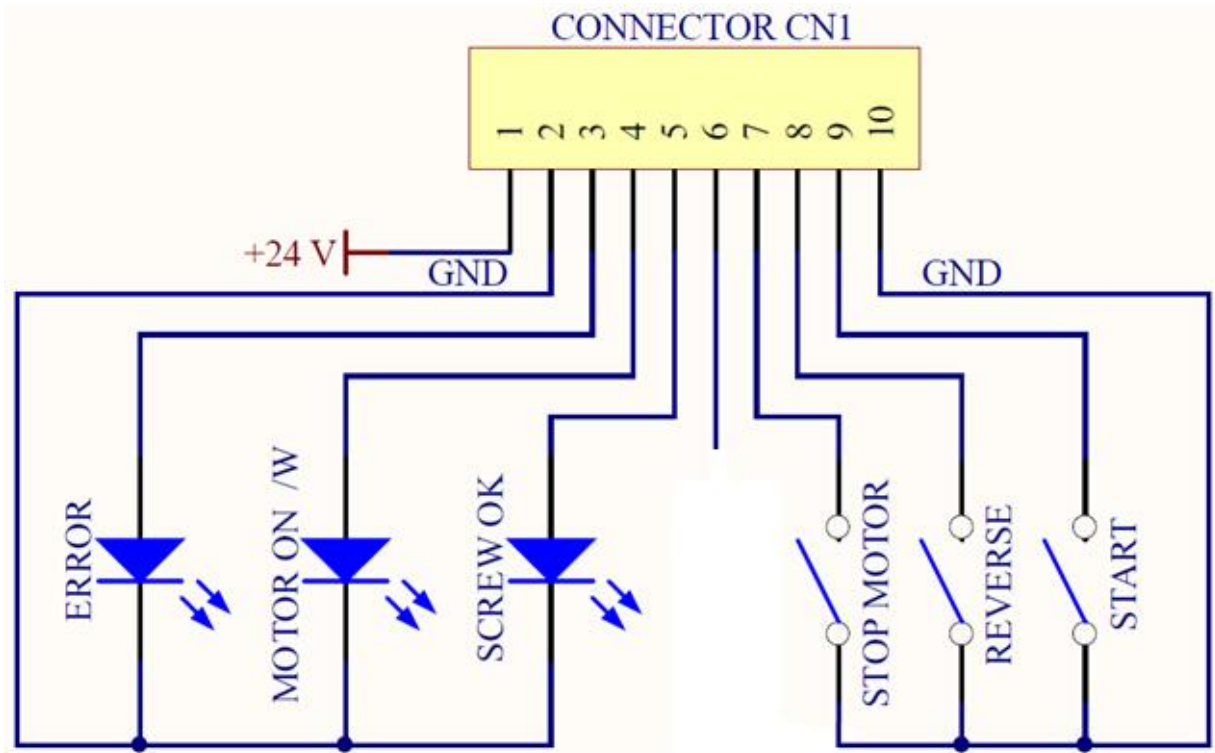 CONNECTOR CN1
1 2 3 4 5 6 7 8 9 10
+24 V
GND
GND
ERROR
MOTOR ON /W
SCREW OK
STOP MOTOR
REVERSE
START